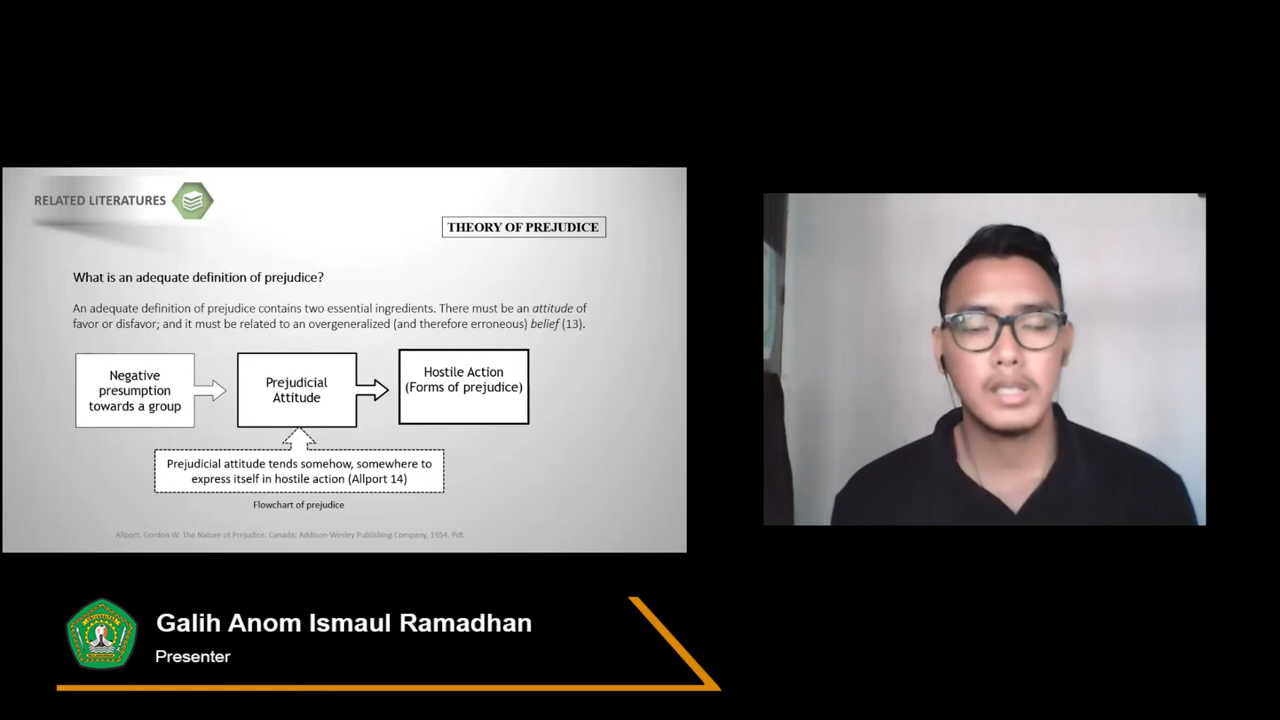 RELATED LITERATURES
THEORY OF PREJUDICE
What is an adequate definition of prejudice?
An adequate definition of prejudice contains two essential ingredients. There must be an attitude of
favor or disfavor; and it must be related to an overgeneralized (and therefore erroneous) belief (13).
Negative
presumption
towards a group
Prejudicial
Attitude
Hostile Action
(Forms of prejudice)
Prejudicial attitude tends somehow, somewhere to
express itself in hostile action (Allport 14)
Flowchart of prejudice
Allport, Gordon W. The Nature of Prejudice. Canada: Addison-Wesley Publishing Company, 1954. Pdf.
Galih Anom Ismaul Ramadhan
Presenter